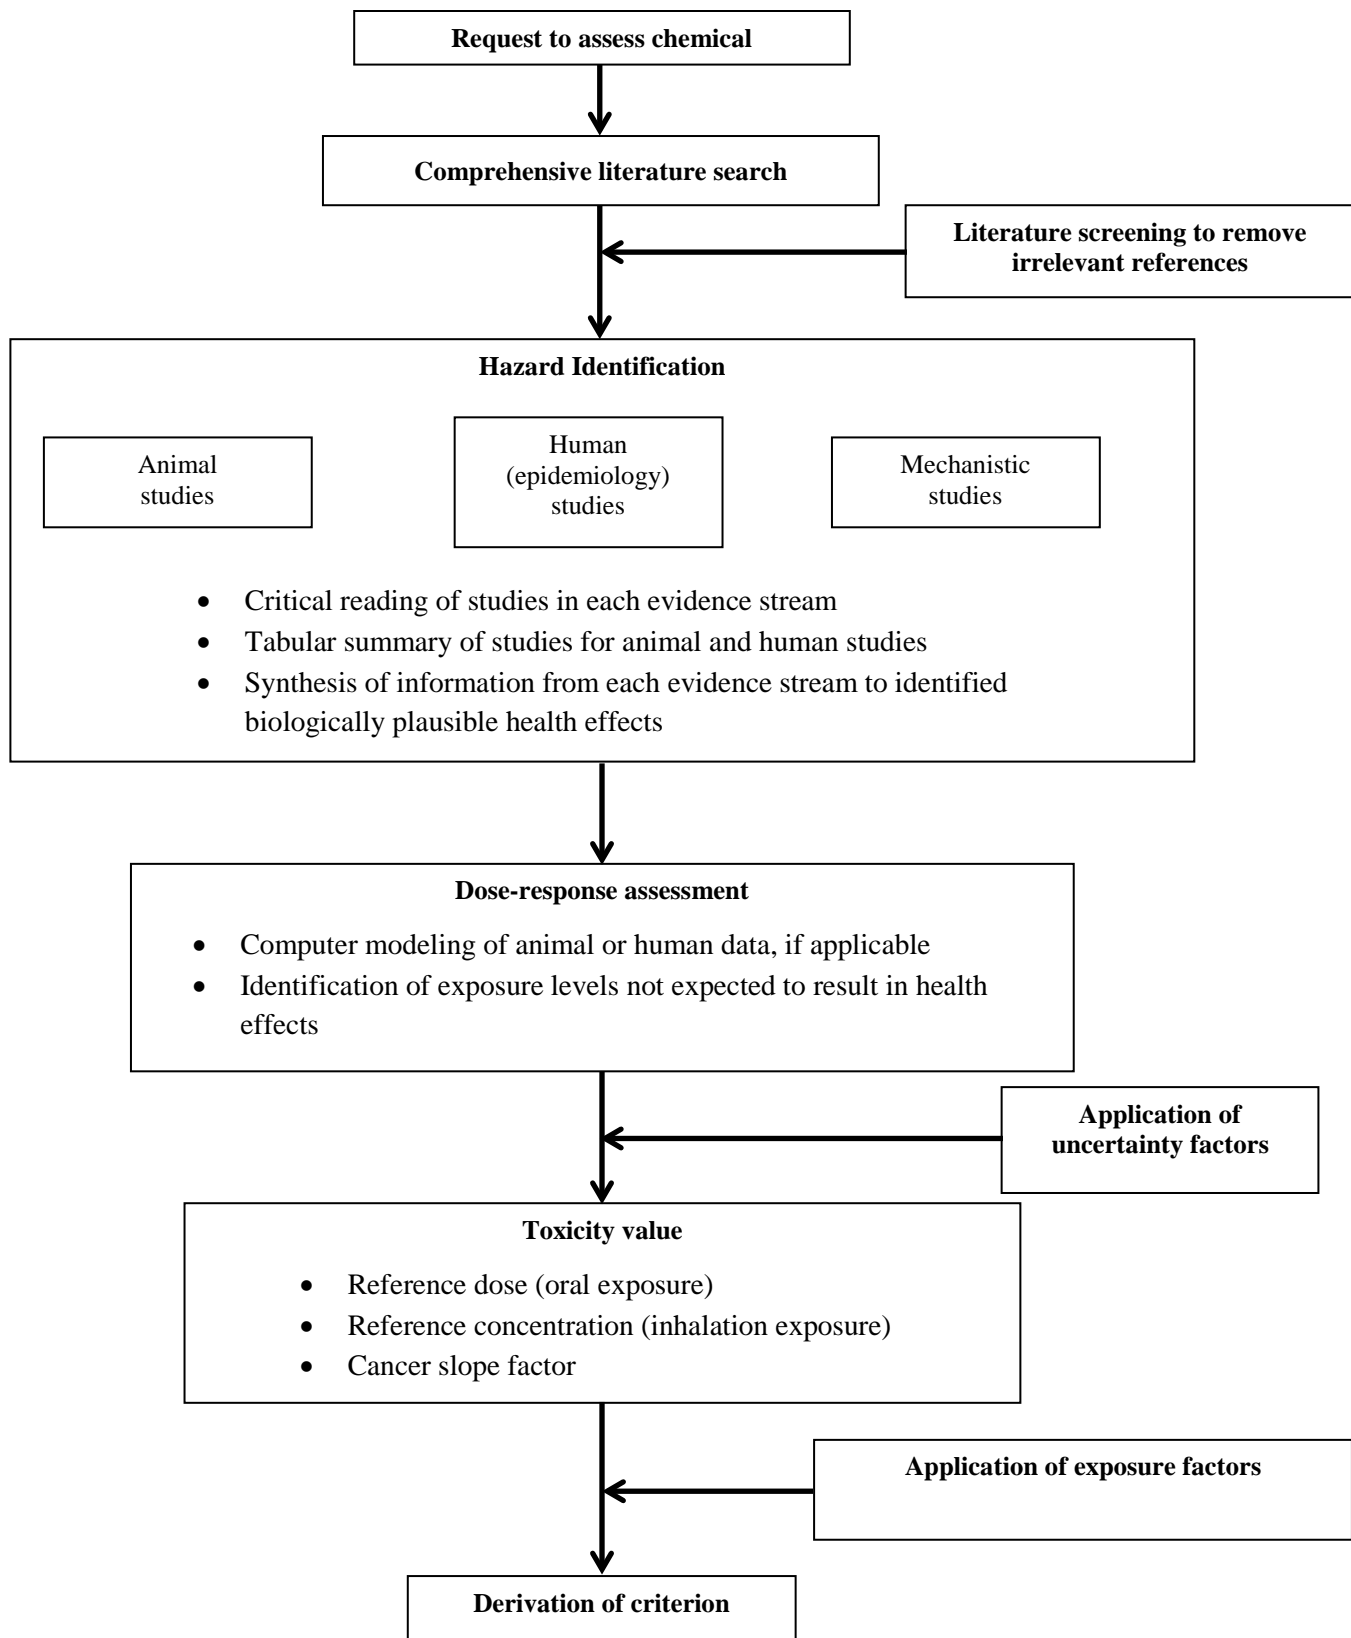 Request to assess chemical
Comprehensive literature search
Literature screening to remove
irrelevant references
Hazard Identification
Animal
studies
Human
(epidemiology)
studies
Mechanistic
studies
• Critical reading of studies in each evidence stream
• Tabular summary of studies for animal and human studies
• Synthesis of information from each evidence stream to identified
biologically plausible health effects
Dose-response assessment
• Computer modeling of animal or human data, if applicable
• Identification of exposure levels not expected to result in health
effects
Application of
uncertainty factors
Toxicity value
• Reference dose (oral exposure)
• Reference concentration (inhalation exposure)
• Cancer slope factor
Application of exposure factors
Derivation of criterion